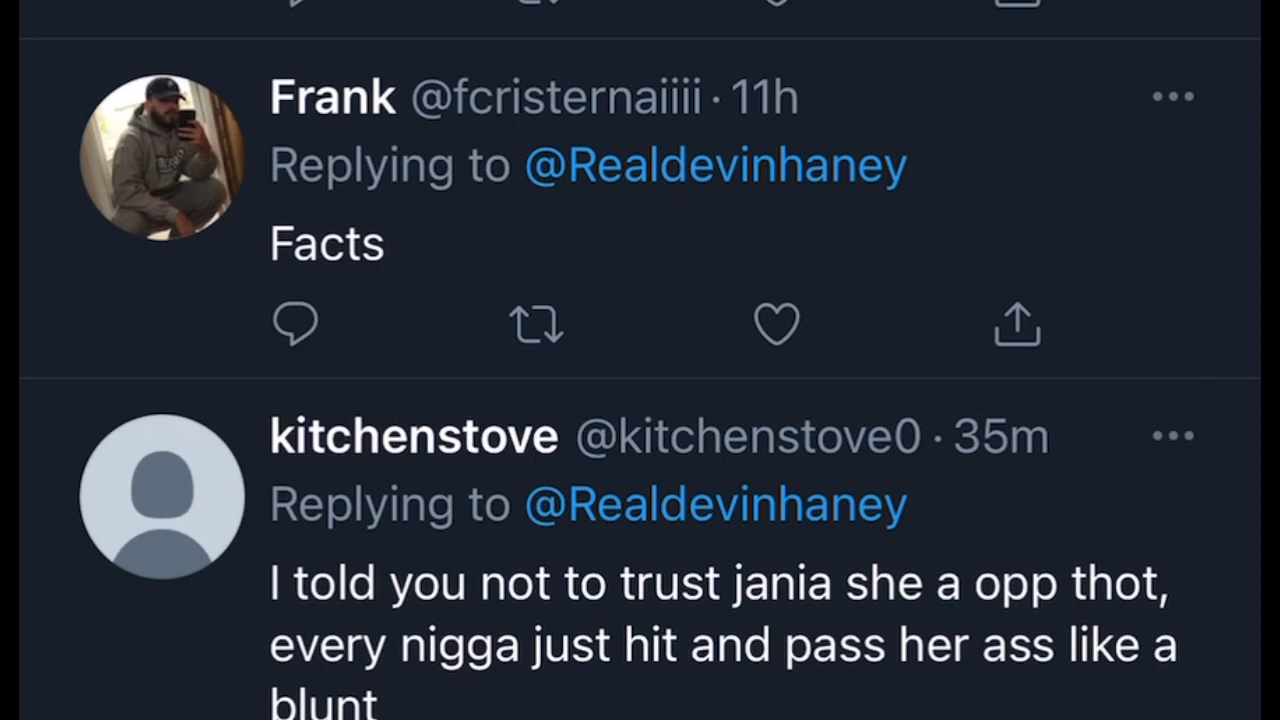 Frank @fcristernaiiii · 11h
Replying to @Realdevinhaney
Facts
kitchenstove @kitchenstove0 · 35m
Replying to @Realdevinhaney
I told you not to trust jania she a opp thot,
every nigga just hit and pass her ass like a
blunt